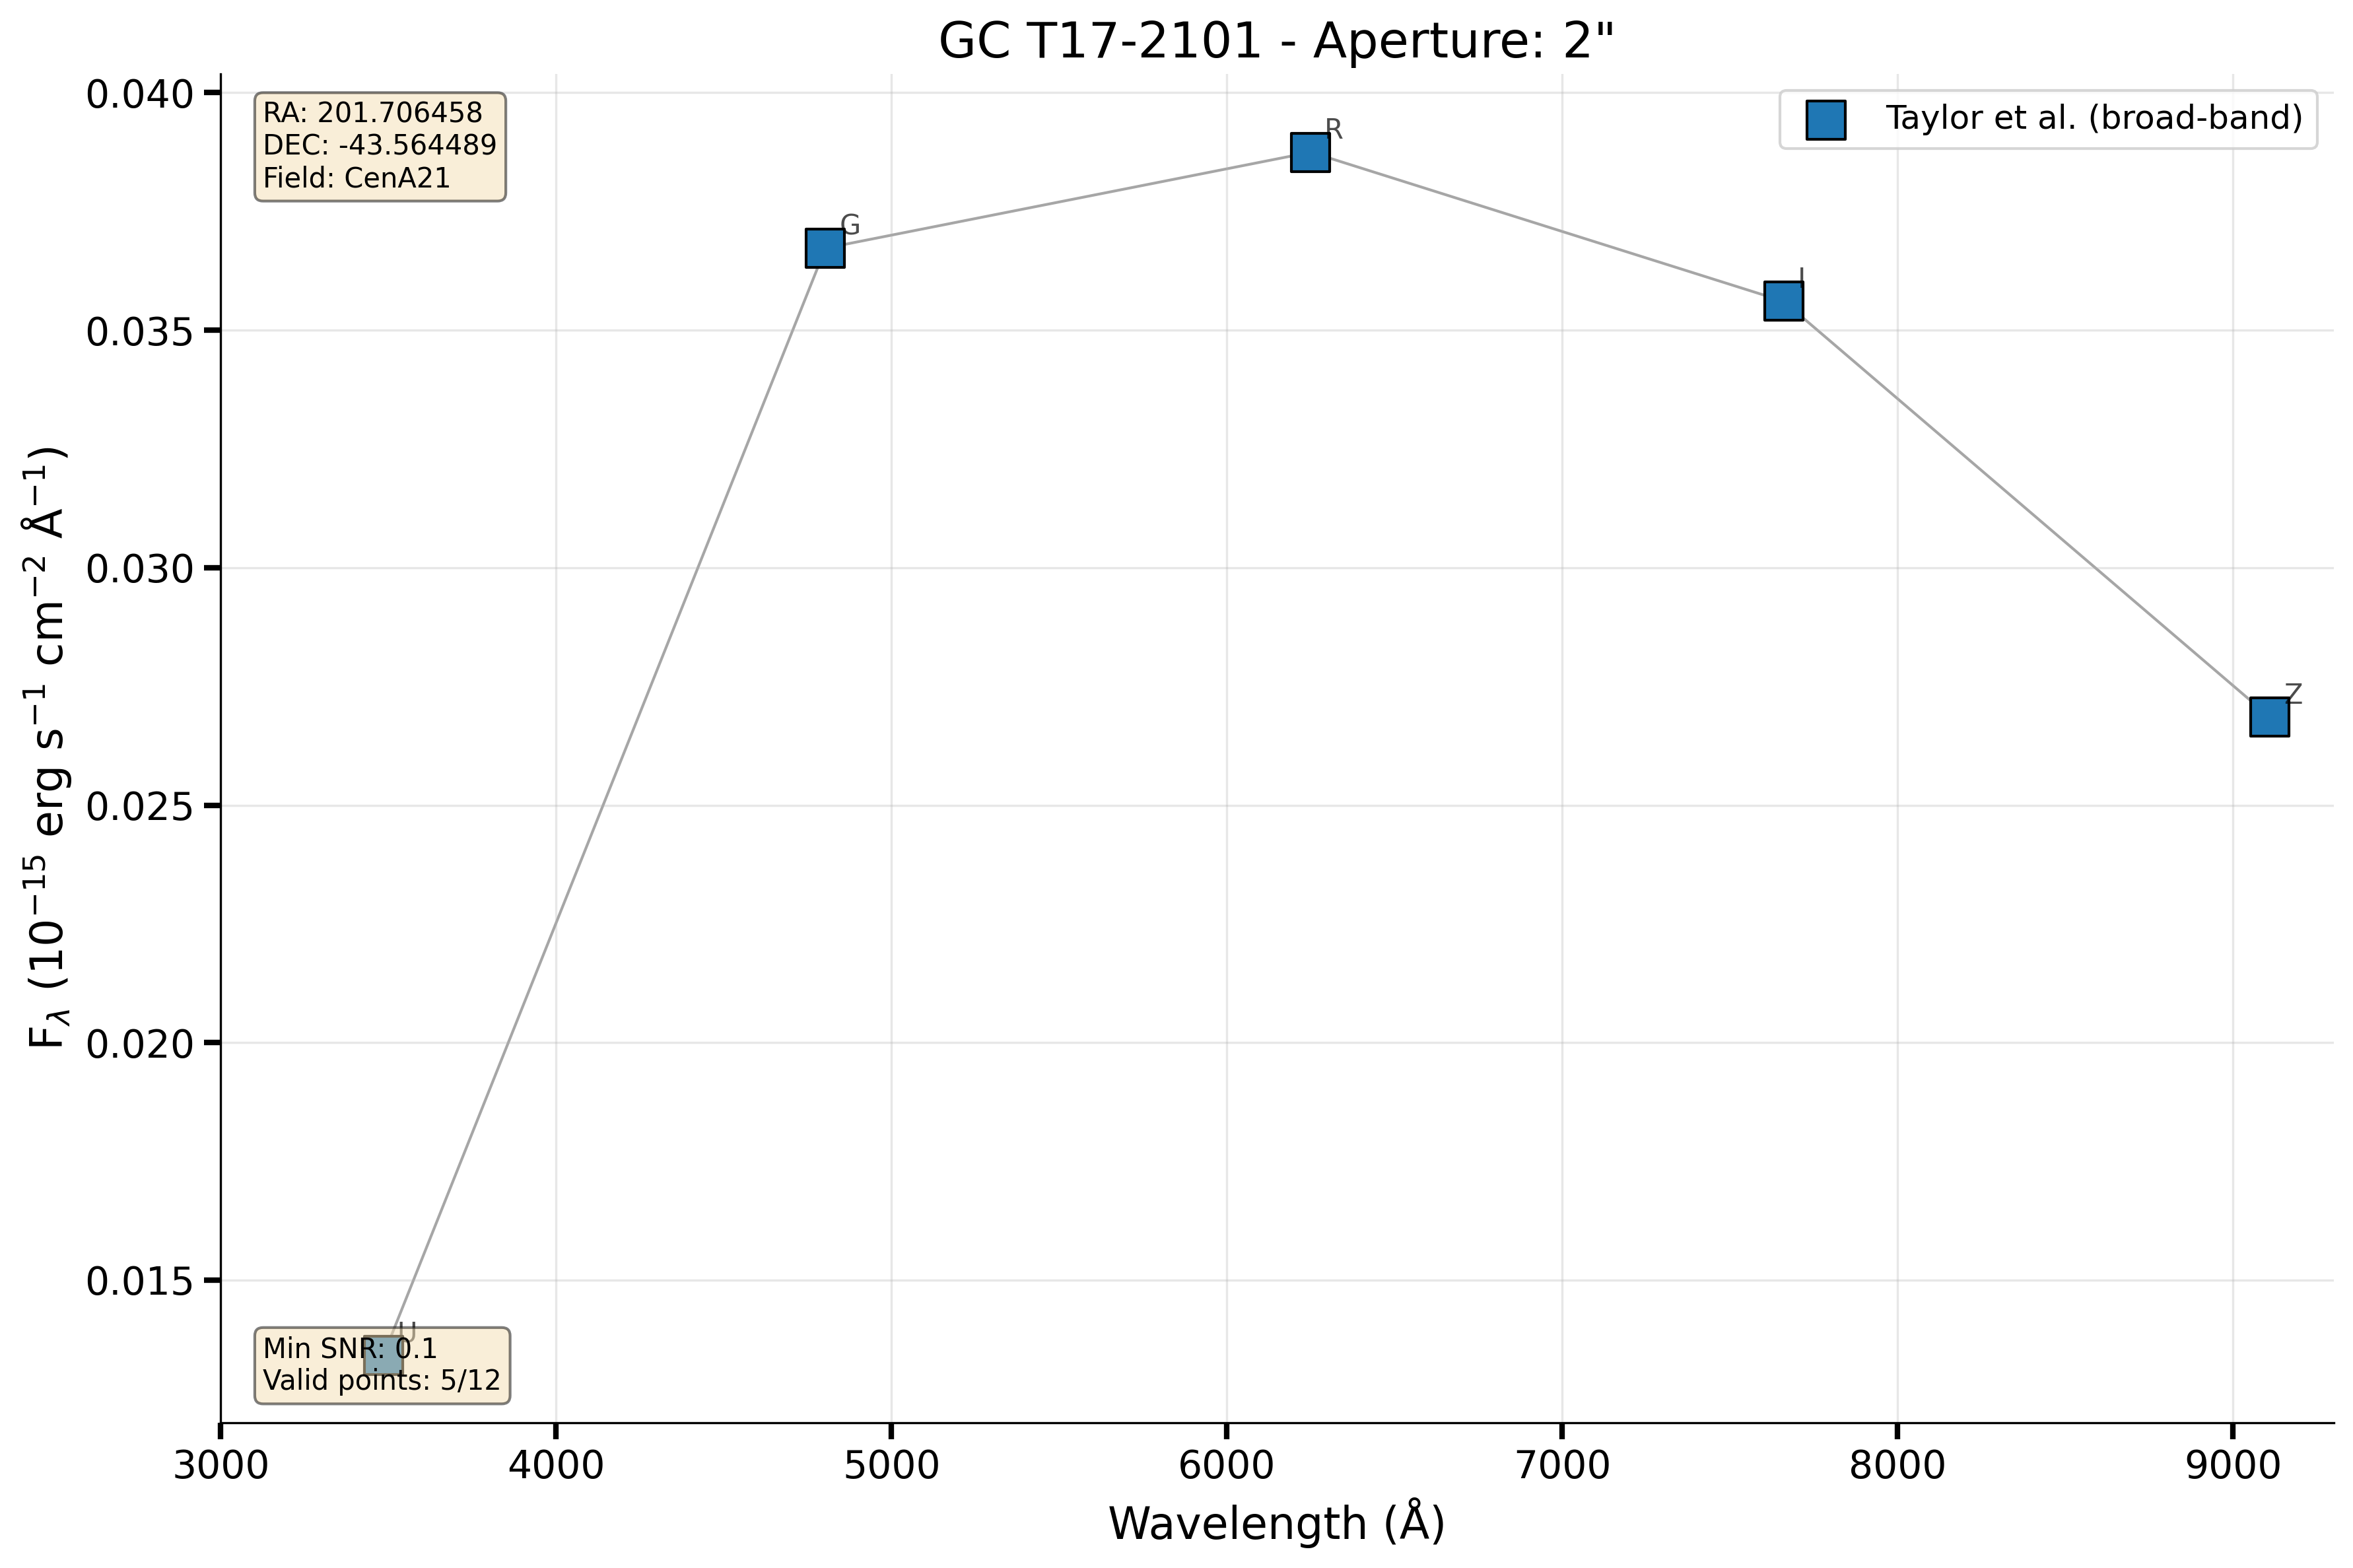 GC T17-2101 - Aperture: 2"
RA: 201.706458
DEC: -43.564489
Field: CenA21
Taylor et al. (broad-band)
R
G
I
Z
U
Min SNR: 0.1
Valid points: 5/12
0.040
0.035
0.030
0.025
0.020
0.015
F_λ (10⁻¹⁵ erg s⁻¹ cm⁻² Å⁻¹)
3000 4000 5000 6000 7000 8000 9000
Wavelength (Å)